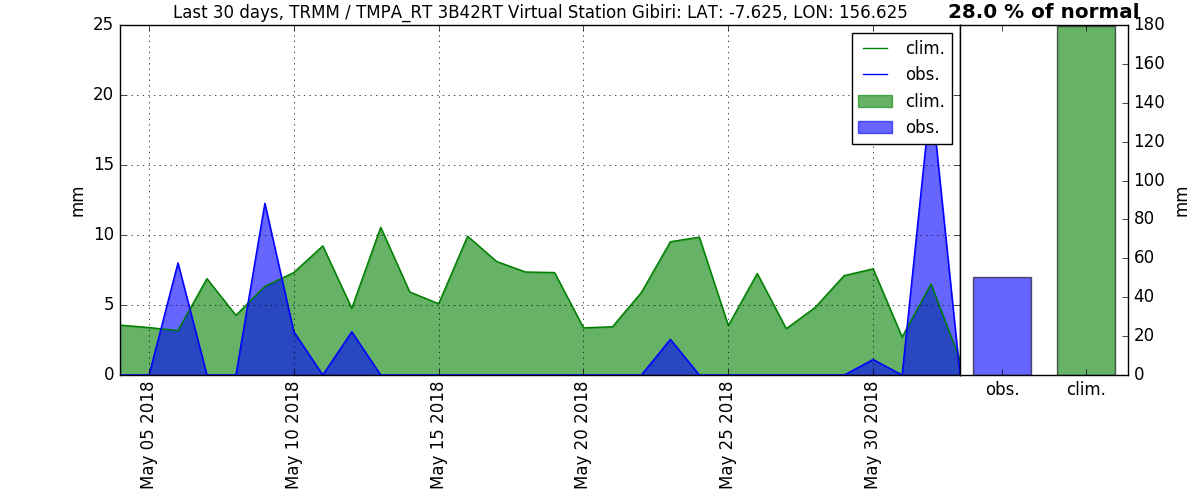 Last 30 days, TRMM / TMPA_RT 3B42RT Virtual Station Gibiri: LAT: -7.625, LON: 156.625
28.0 % of normal
25
20
15
10
5
0
mm
clim.
obs.
clim.
obs.
180
160
140
120
100
80
60
40
20
0
mm
obs.
clim.
May 05 2018
May 10 2018
May 15 2018
May 20 2018
May 25 2018
May 30 2018